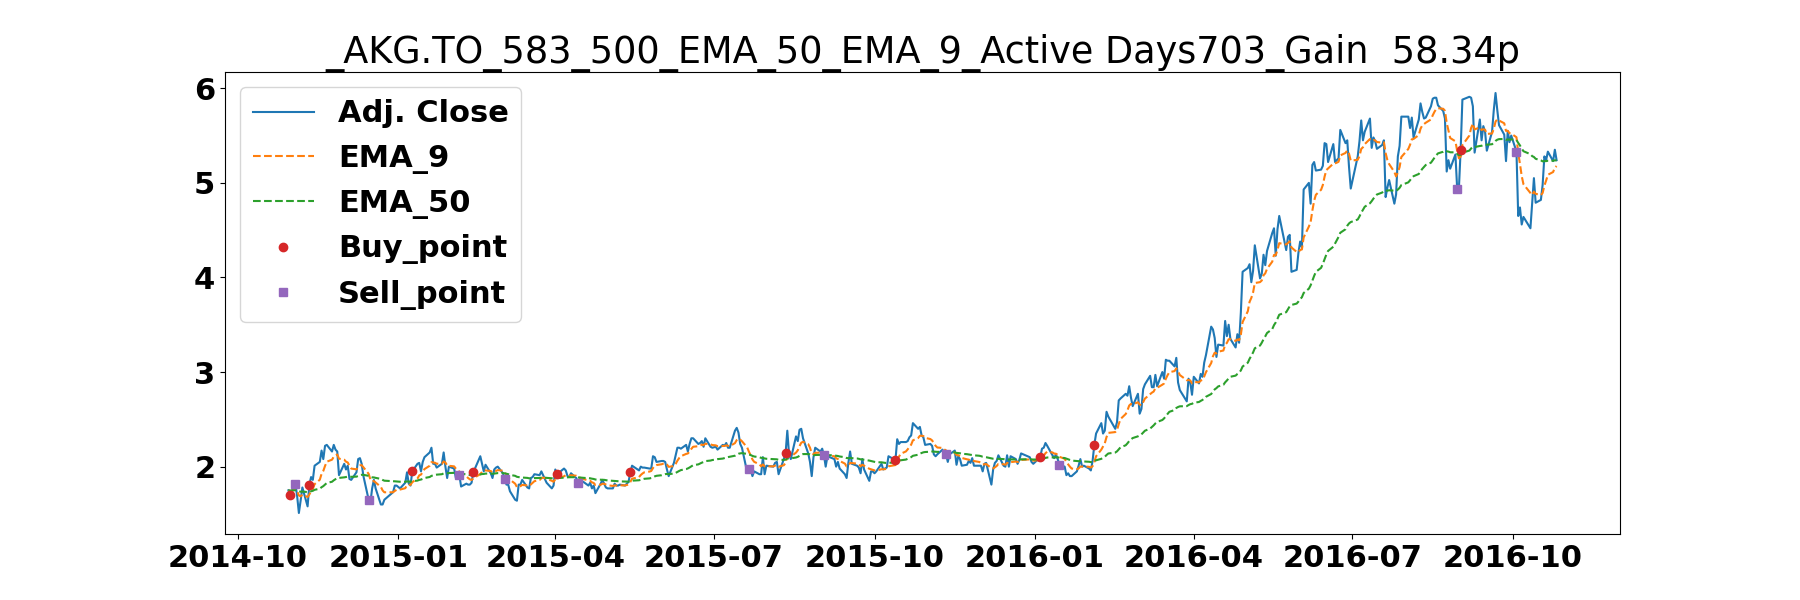 _AKG.TO_583_500_EMA_50_EMA_9_Active Days703_Gain  58.34p
6
5
4
3
2
Adj. Close
EMA_9
EMA_50
Buy_point
Sell_point
2014-10 2015-01 2015-04 2015-07 2015-10 2016-01 2016-04 2016-07 2016-10